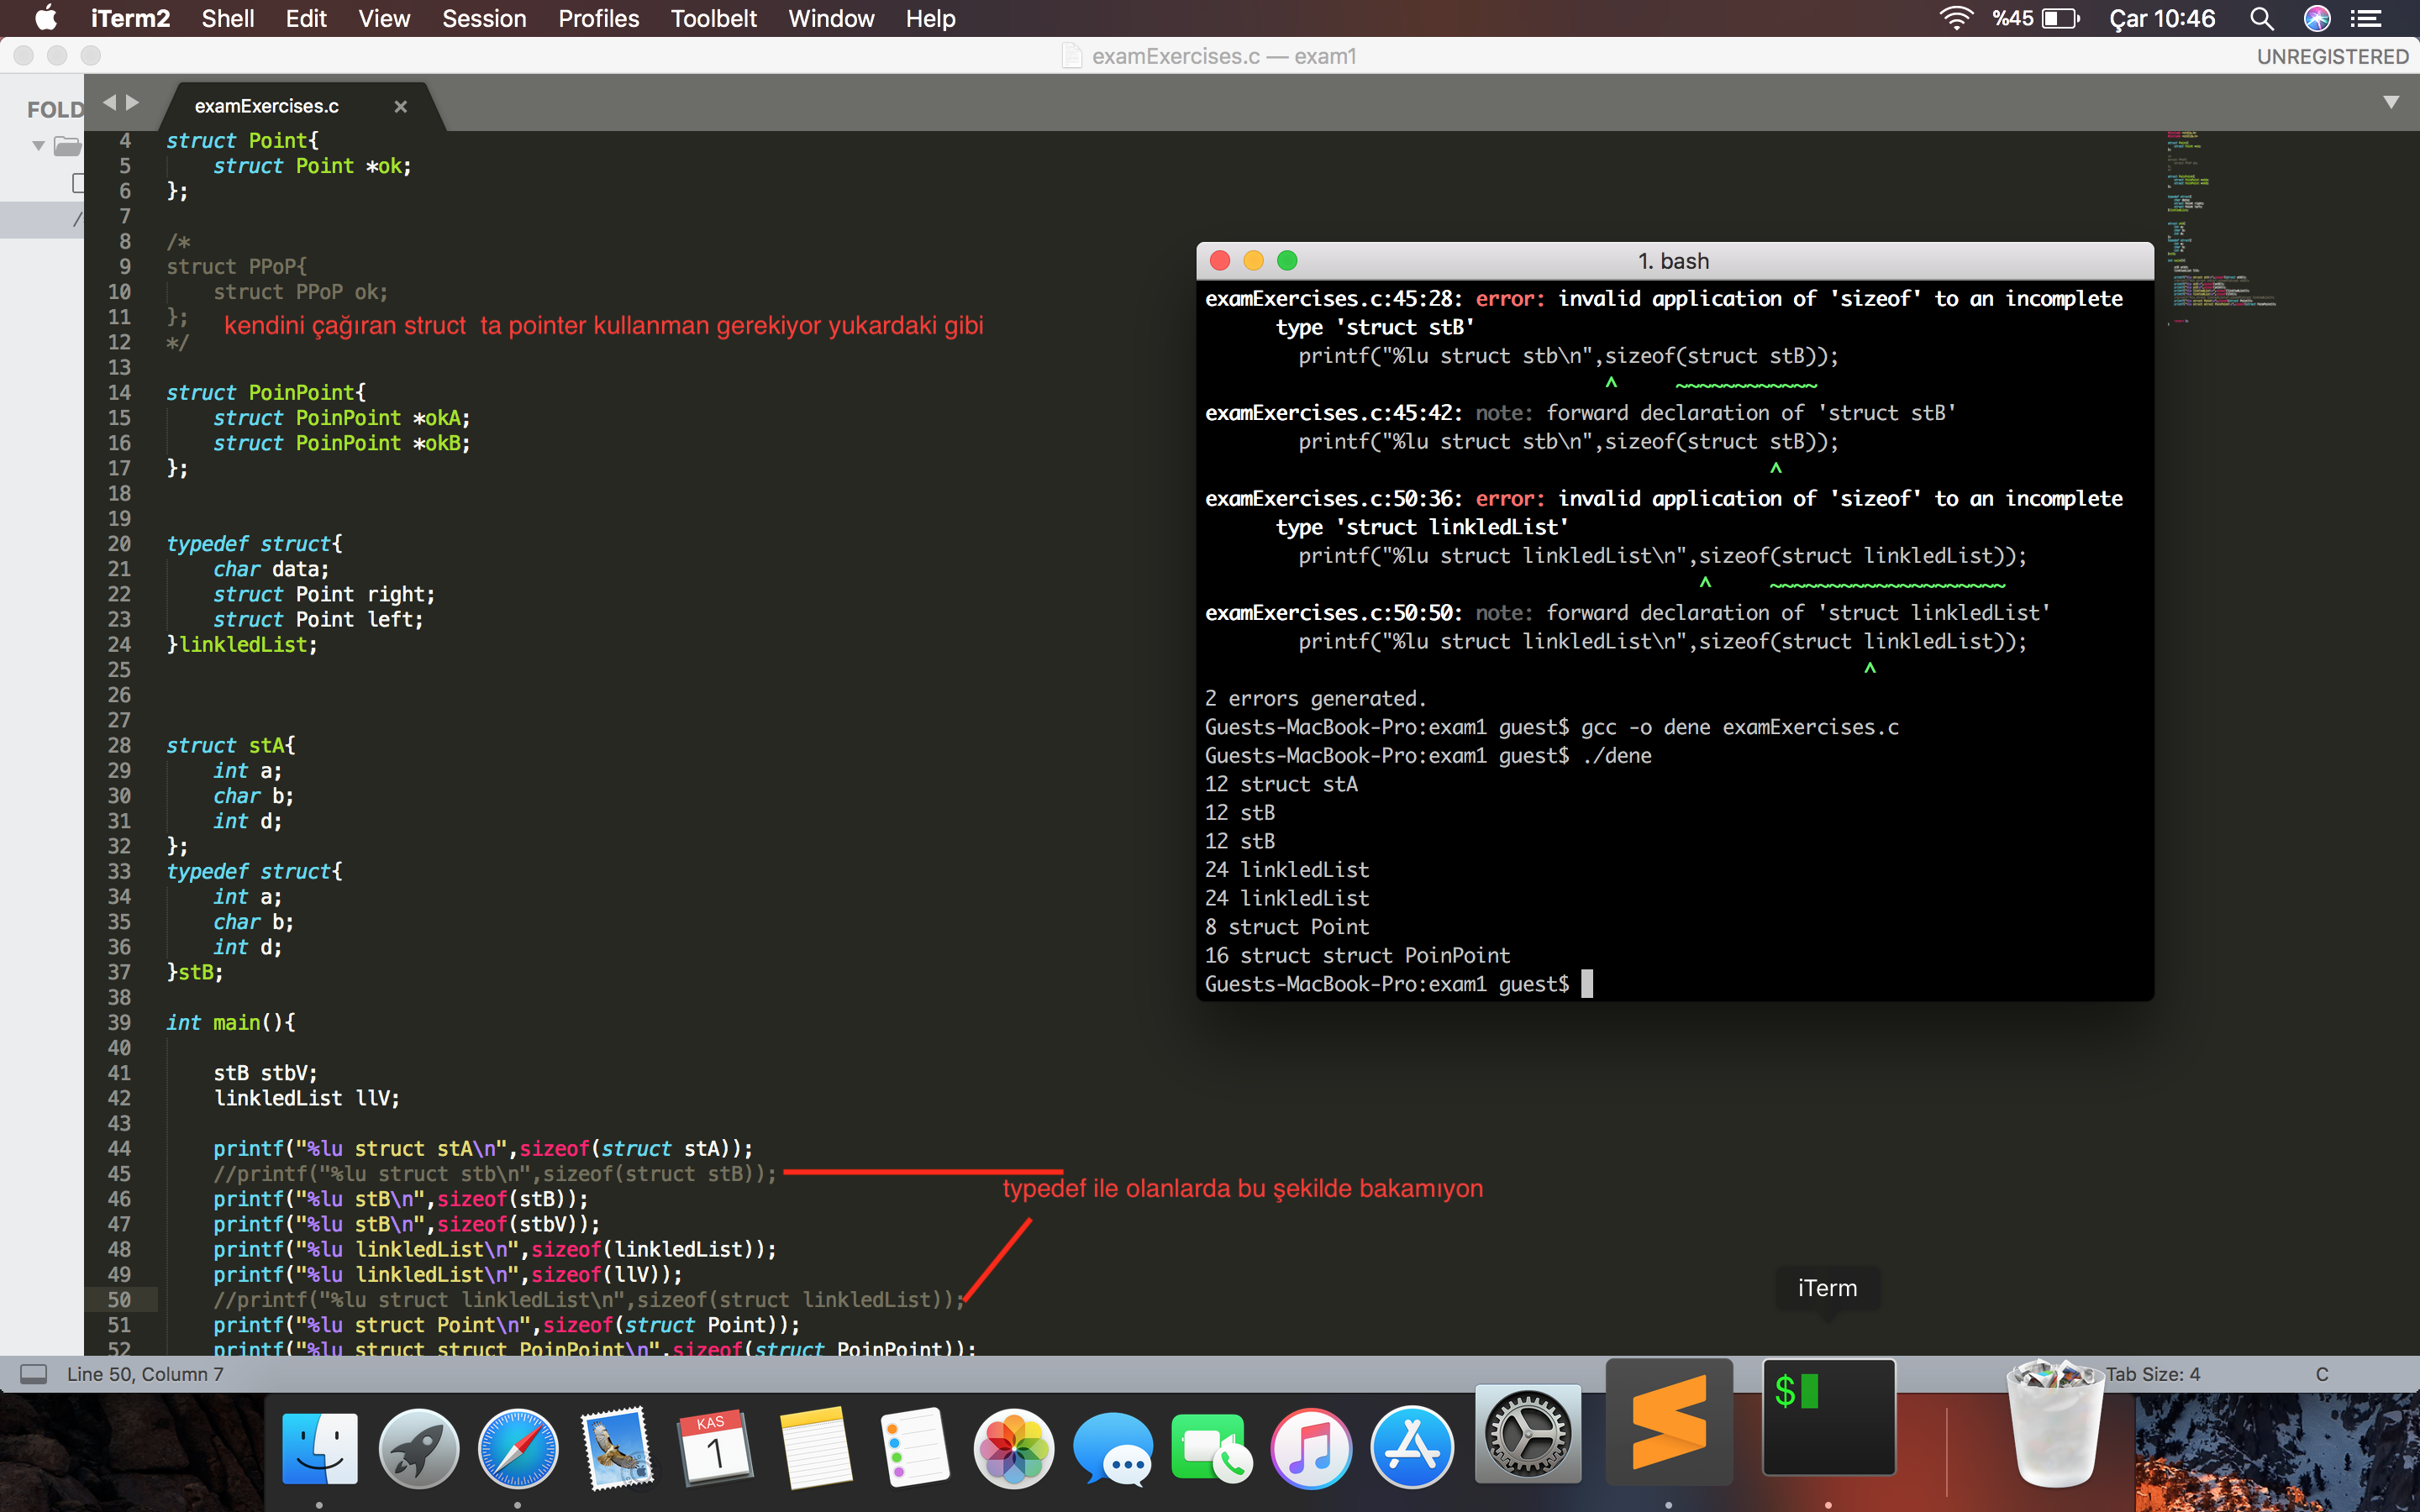 iTerm2 Shell Edit View Session Profiles Toolbelt Window Help %45 Çar 10:46
examExercises.c — exam1 UNREGISTERED
FOLD
examExercises.c ×
4 struct Point{
5 struct Point *ok;
6 };
7
8 /*
9 struct PPoP{
10 struct PPoP ok;
11 };
12 */
kendini çağıran struct ta pointer kullanman gerekiyor yukardaki gibi
13
14 struct PoinPoint{
15 struct PoinPoint *okA;
16 struct PoinPoint *okB;
17 };
18
19
20 typedef struct{
21 char data;
22 struct Point right;
23 struct Point left;
24 }linkledList;
25
26
27
28 struct stA{
29 int a;
30 char b;
31 int d;
32 };
33 typedef struct{
34 int a;
35 char b;
36 int d;
37 }stB;
38
39 int main(){
40
41 stB stbV;
42 linkledList llV;
43
44 printf("%lu struct stA\n",sizeof(struct stA));
45 //printf("%lu struct stb\n",sizeof(struct stB));
46 printf("%lu stB\n",sizeof(stB));
47 printf("%lu stB\n",sizeof(stbV));
48 printf("%lu linkledList\n",sizeof(linkledList));
49 printf("%lu linkledList\n",sizeof(llV));
50 //printf("%lu struct linkledList\n",sizeof(struct linkledList));
51 printf("%lu struct Point\n",sizeof(struct Point));
52 printf("%lu struct struct PoinPoint\n",sizeof(struct PoinPoint));
typedef ile olanlarda bu şekilde bakamıyon
1. bash
examExercises.c:45:28: error: invalid application of 'sizeof' to an incomplete
type 'struct stB'
printf("%lu struct stb\n",sizeof(struct stB));
^ ~~~~~~~~~~~~
examExercises.c:45:42: note: forward declaration of 'struct stB'
printf("%lu struct stb\n",sizeof(struct stB));
^
examExercises.c:50:36: error: invalid application of 'sizeof' to an incomplete
type 'struct linkledList'
printf("%lu struct linkledList\n",sizeof(struct linkledList));
^ ~~~~~~~~~~~~~~~~~~~~
examExercises.c:50:50: note: forward declaration of 'struct linkledList'
printf("%lu struct linkledList\n",sizeof(struct linkledList));
^
2 errors generated.
Guests-MacBook-Pro:exam1 guest$ gcc -o dene examExercises.c
Guests-MacBook-Pro:exam1 guest$ ./dene
12 struct stA
12 stB
12 stB
24 linkledList
24 linkledList
8 struct Point
16 struct struct PoinPoint
Guests-MacBook-Pro:exam1 guest$
iTerm
Line 50, Column 7 Tab Size: 4 C
KAS
1
$